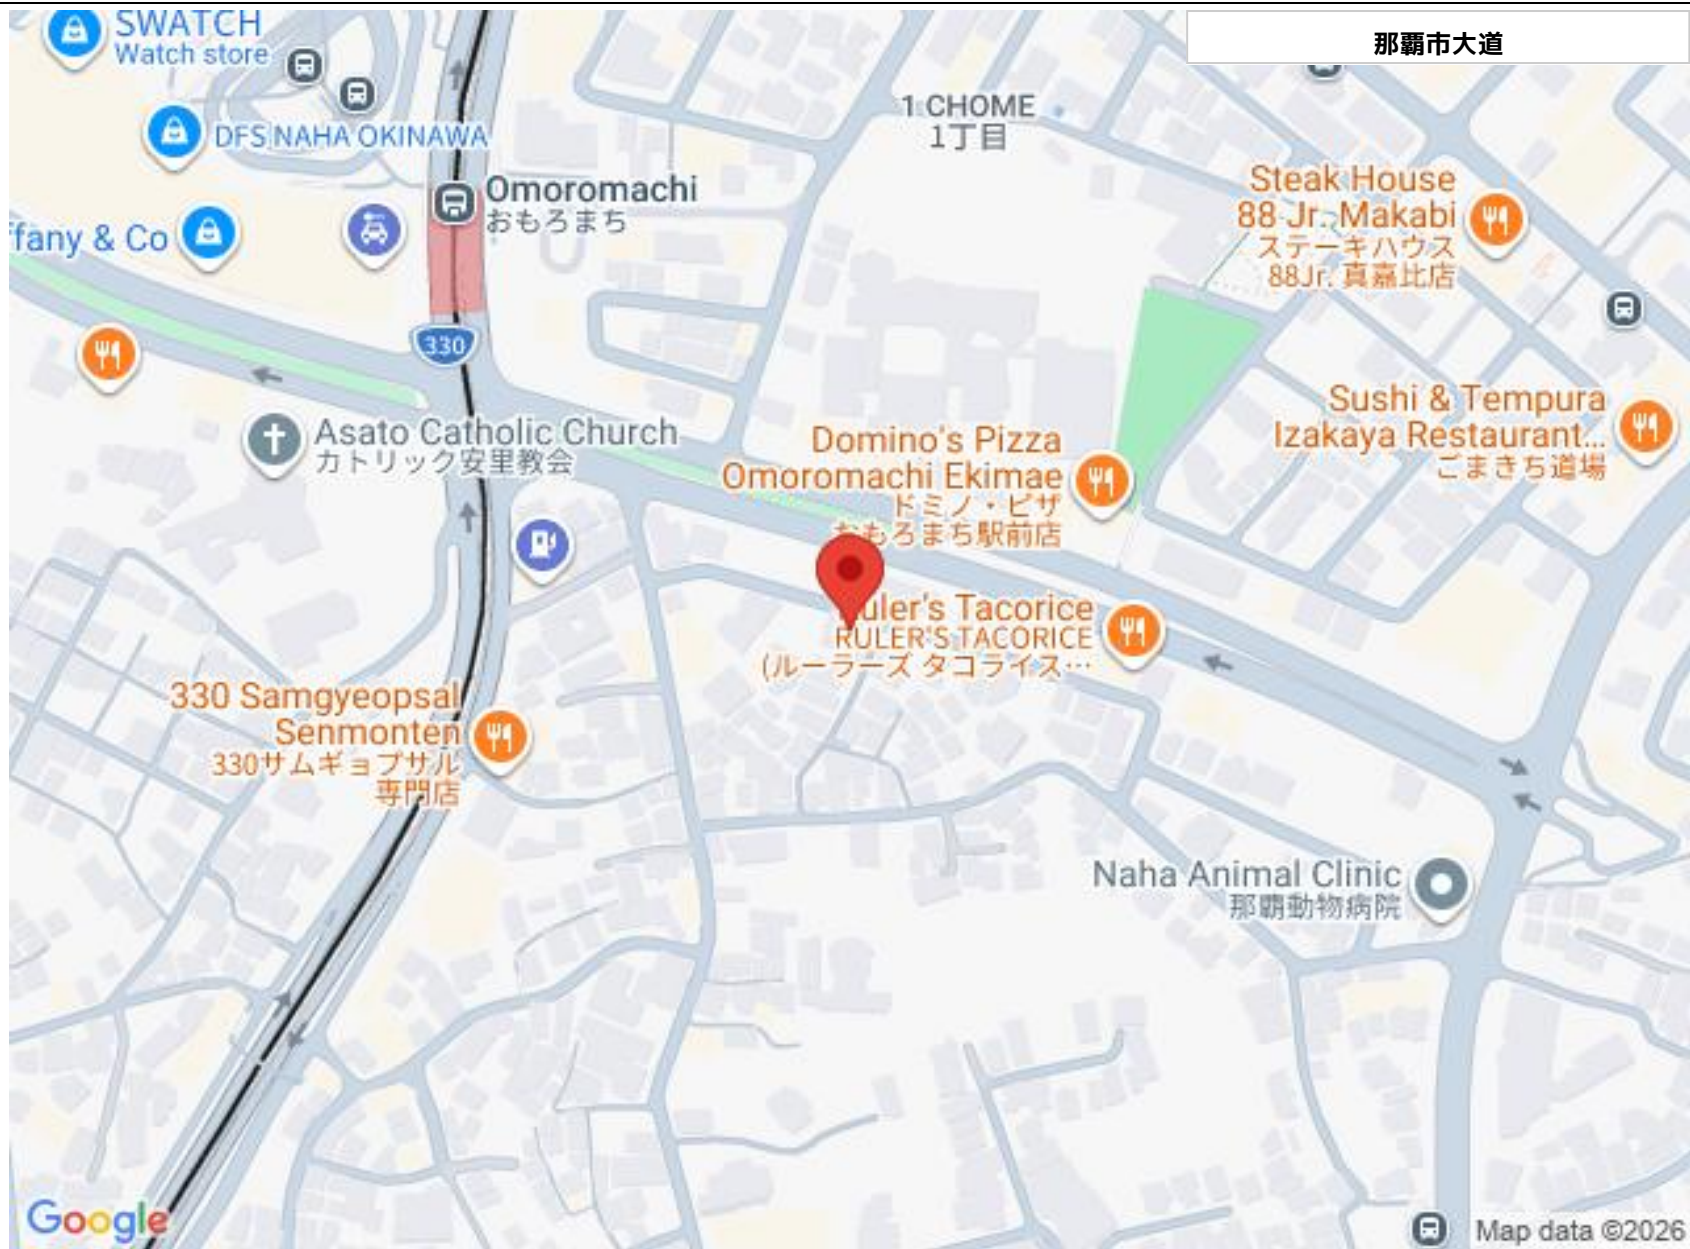 那覇市大道
SWATCH
Watch store
DFS NAHA OKINAWA
1 CHOME
1丁目
Omoromachi
おもろまち
ffany & Co
Steak House
88 Jr. Makabi
ステーキハウス
88Jr. 真嘉比店
330
Asato Catholic Church
カトリック安里教会
Domino's Pizza
Omoromachi Ekimae
ドミノ・ピザ
おもろまち駅前店
Sushi & Tempura
Izakaya Restaurant...
ごまきち道場
uler's Tacorice
RULER'S TACORICE
(ルーラーズ タコライス…
330 Samgyeopsal
Senmonten
330サムギョプサル
専門店
Naha Animal Clinic
那覇動物病院
Google
Map data ©2026